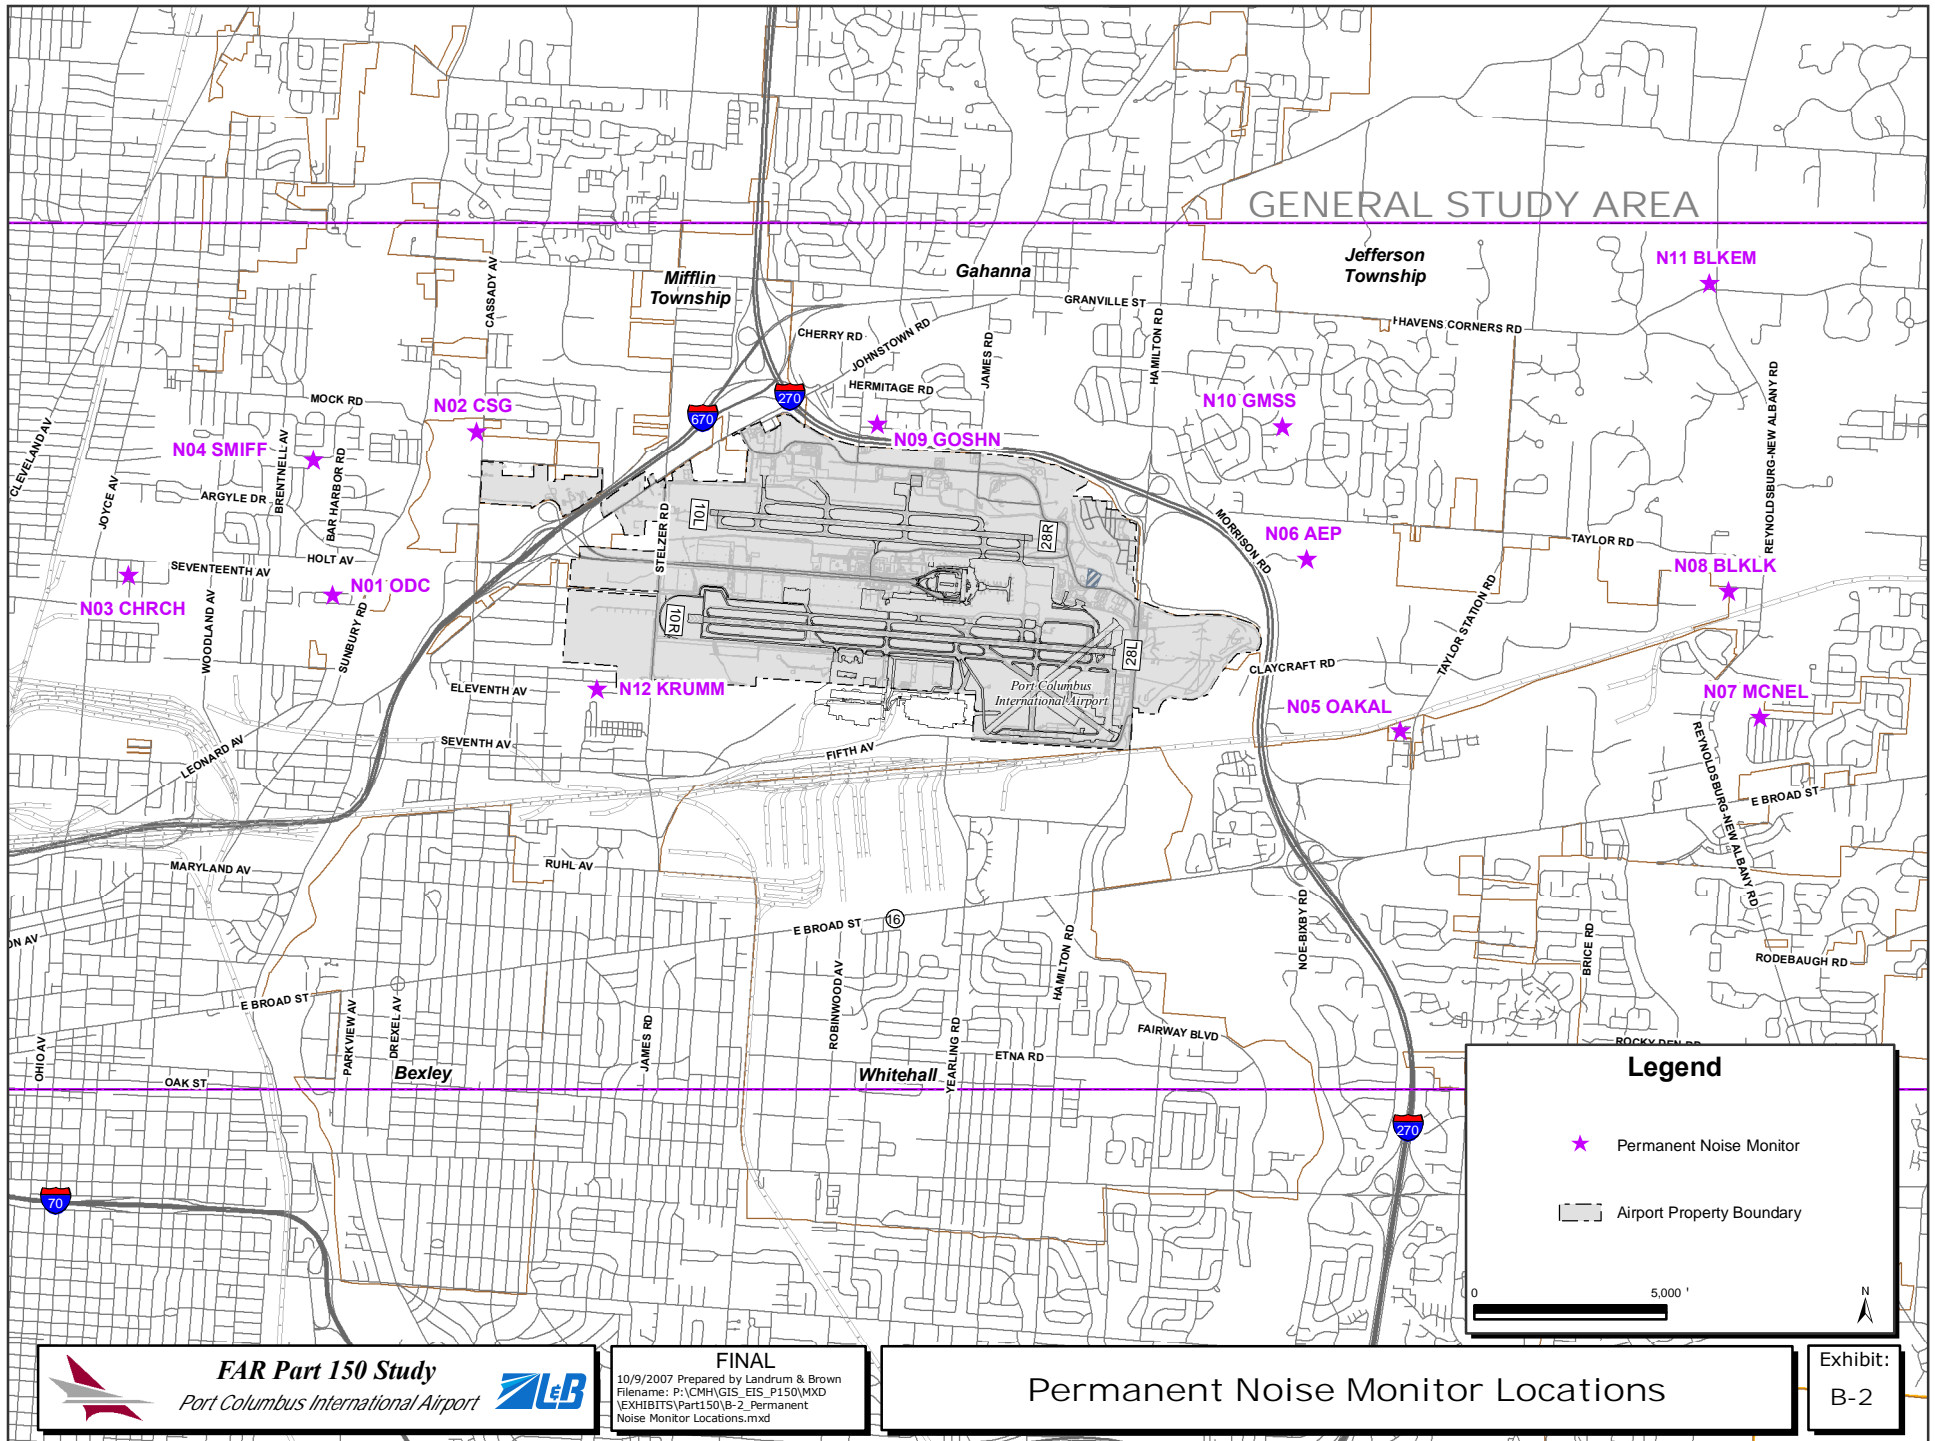 GENERAL STUDY AREA
Jefferson
Township
N11 BLKEM
Gahanna
Mifflin
Township
CASSADY AV
GRANVILLE ST
HAVENS CORNERS RD
CHERRY RD
JOHNSTOWN RD
JAMES RD
HAMILTON RD
HERMITAGE RD
REYNOLDSBURG-NEW ALBANY RD
270
670
MOCK RD
N02 CSG
N10 GMSS
N09 GOSHN
CLEVELAND AV
N04 SMIFF
BRENTNELL AV
BAR HARBOR RD
JOYCE AV
ARGYLE DR
STELZER RD
10L
28R
MORRISON RD
N06 AEP
TAYLOR RD
HOLT AV
SEVENTEENTH AV
N08 BLKLK
N01 ODC
N03 CHRCH
WOODLAND AV
SUNBURY RD
10R
28L
TAYLOR STATION RD
CLAYCRAFT RD
ELEVENTH AV
N12 KRUMM
Port Columbus
International Airport
N05 OAKAL
N07 MCNEL
REYNOLDSBURG-NEW ALBANY RD
LEONARD AV
SEVENTH AV
FIFTH AV
E BROAD ST
MARYLAND AV
RUHL AV
E BROAD ST
16
NOE-BIXBY RD
HAMILTON RD
BRICE RD
RODEBAUGH RD
ON AV
E BROAD ST
PARKVIEW AV
DREXEL AV
JAMES RD
ROBINWOOD AV
YEARLING RD
ETNA RD
FAIRWAY BLVD
ROCKY DEN RD
OHIO AV
OAK ST
Bexley
Whitehall
270
70
Legend
Permanent Noise Monitor
Airport Property Boundary
0
5,000 '
N
FAR Part 150 Study
Port Columbus International Airport
L&B
FINAL
10/9/2007 Prepared by Landrum & Brown
Filename: P:\CMH\GIS_EIS_P150\MXD
\EXHIBITS\Part150\B-2_Permanent
Noise Monitor Locations.mxd
Permanent Noise Monitor Locations
Exhibit:
B-2